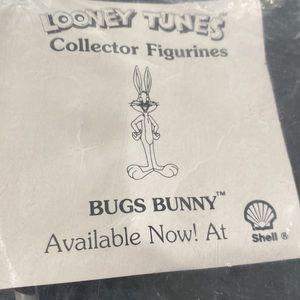 LOONEY TUNES
Collector Figurines
BUGS BUNNY™
Available Now! At
Shell ®